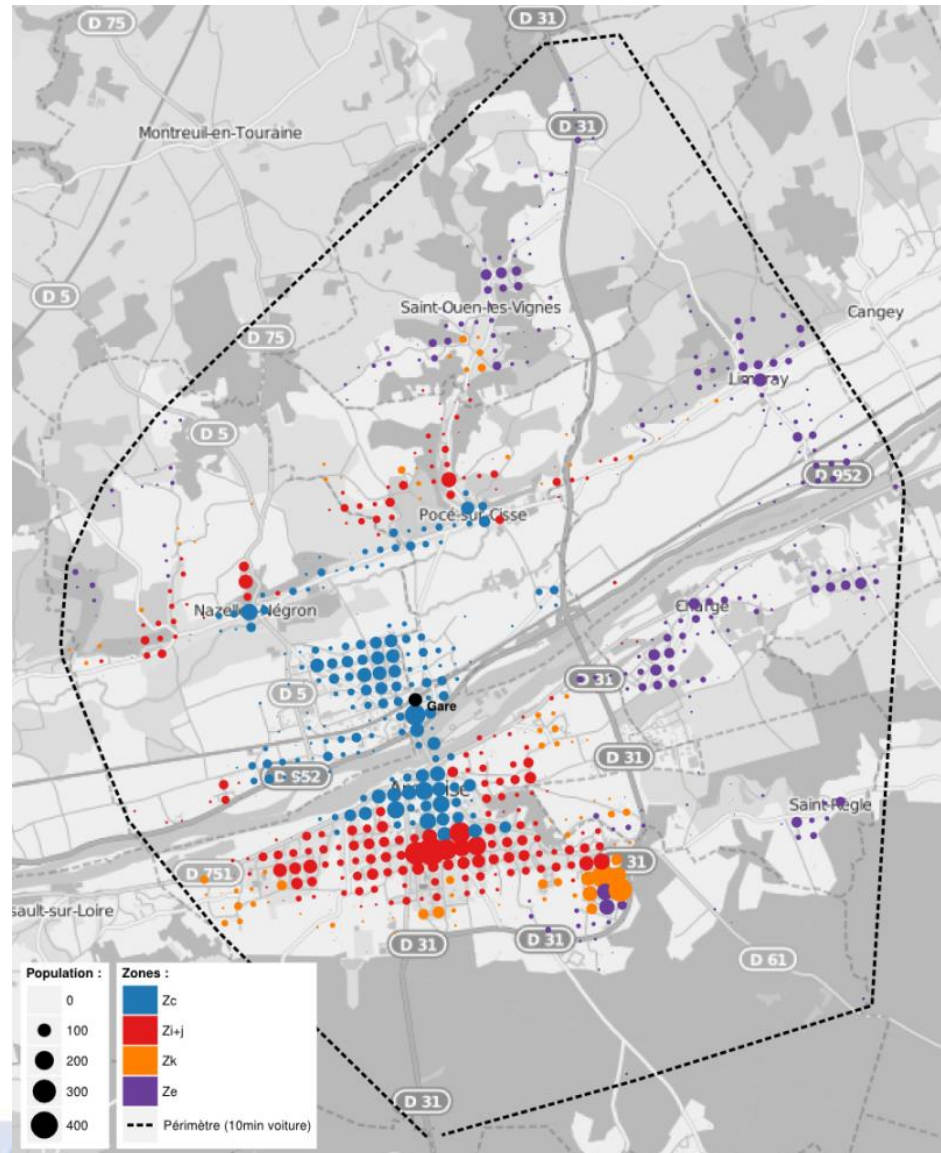 D 31
D 75
D 31
Montreuil-en-Touraine
D 5
Saint-Ouen-les-Vignes
Cangey
D 75
Limeray
D 5
D 952
Pocé-sur-Cisse
Nazelles-Négron
Chargé
D 31
D 5
Gare
D 31
D 952
Amboise
Saint-Règle
31
D 751
sault-sur-Loire
D 31
D 31
D 61
Population :
0
100
200
300
400
Zones :
Zc
Zi+j
Zk
Ze
Périmètre (10min voiture)
D 31